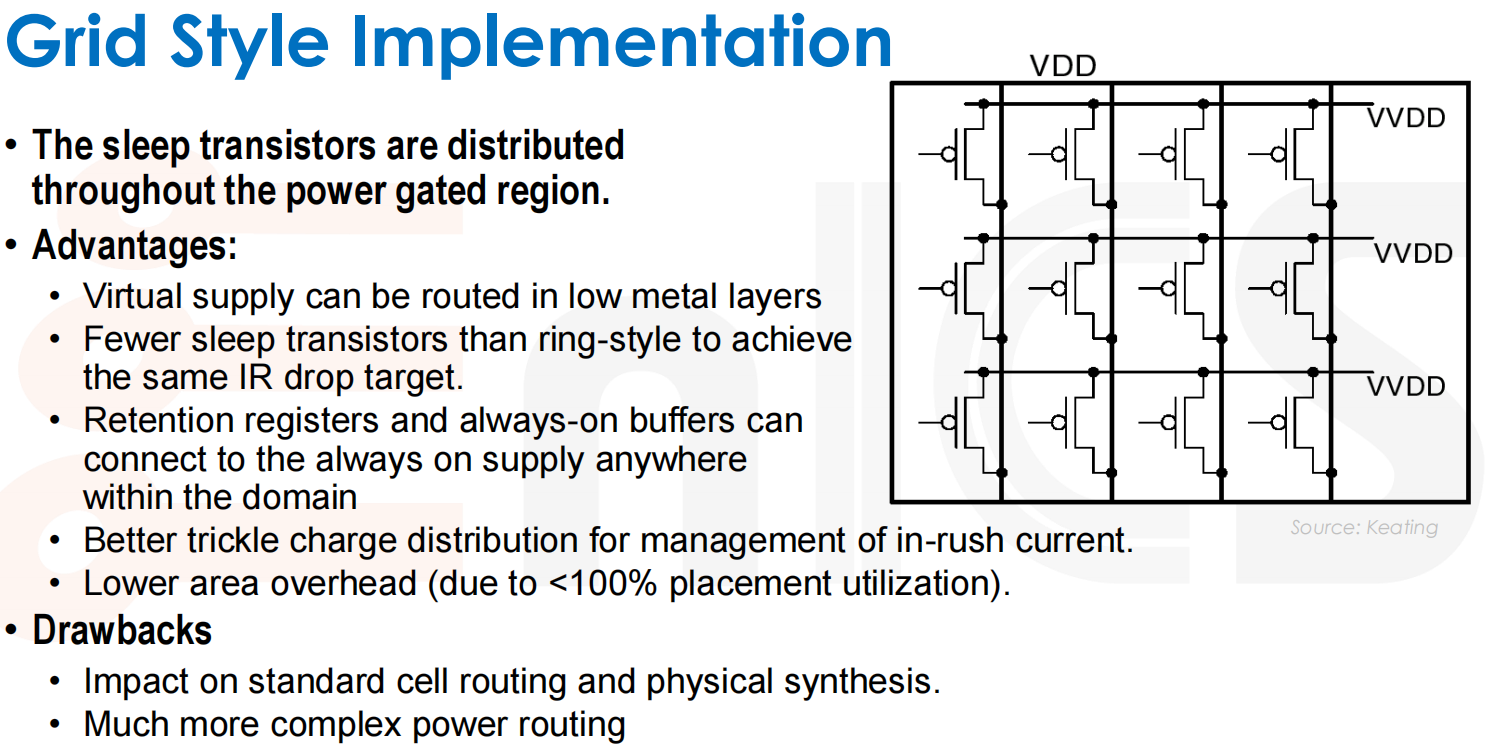 Grid Style Implementation
• The sleep transistors are distributed
throughout the power gated region.
• Advantages:
• Virtual supply can be routed in low metal layers
• Fewer sleep transistors than ring-style to achieve
the same IR drop target.
• Retention registers and always-on buffers can
connect to the always on supply anywhere
within the domain
• Better trickle charge distribution for management of in-rush current.
• Lower area overhead (due to <100% placement utilization).
• Drawbacks
• Impact on standard cell routing and physical synthesis.
• Much more complex power routing
VDD
VVDD
VVDD
VVDD
Source: Keating
EnICS